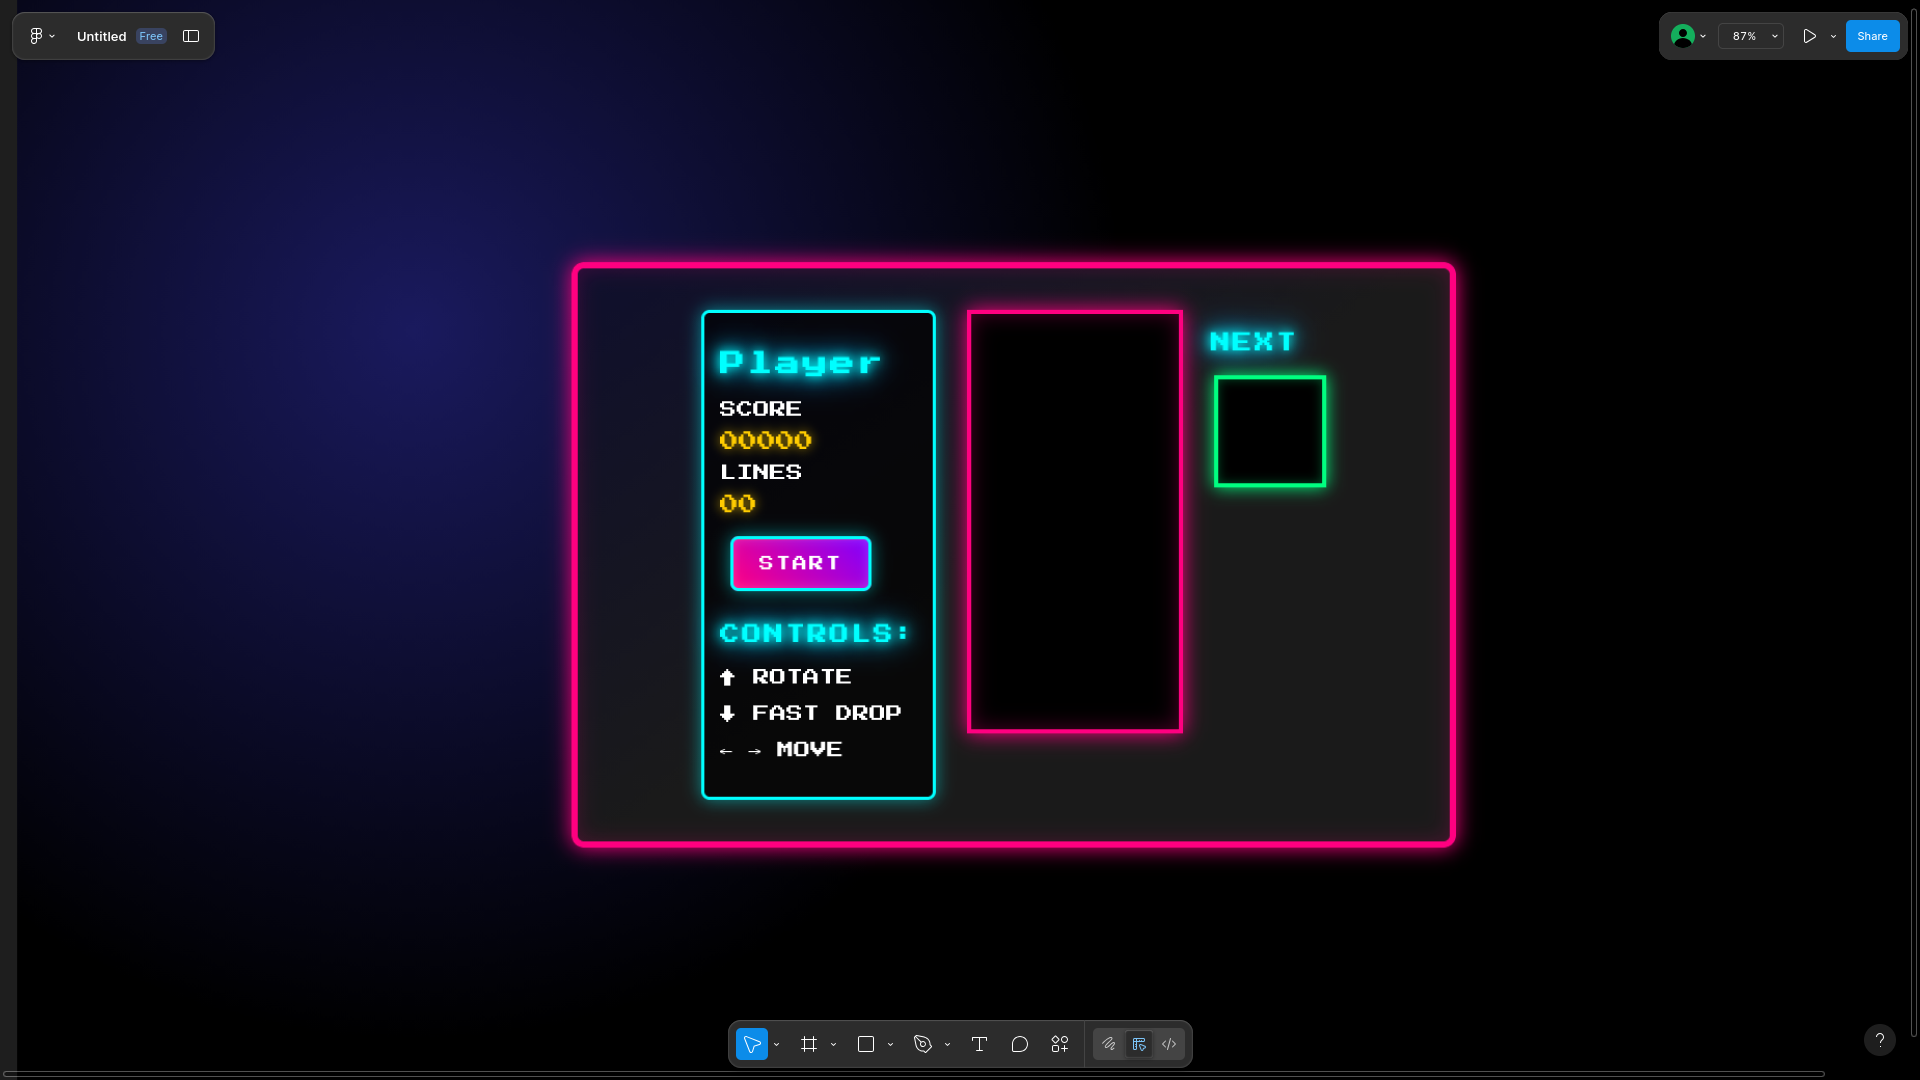 Untitled Free
87% Share
Player
NEXT
SCORE
00000
LINES
00
START
CONTROLS:
⬆ ROTATE
⬇ FAST DROP
← → MOVE
?